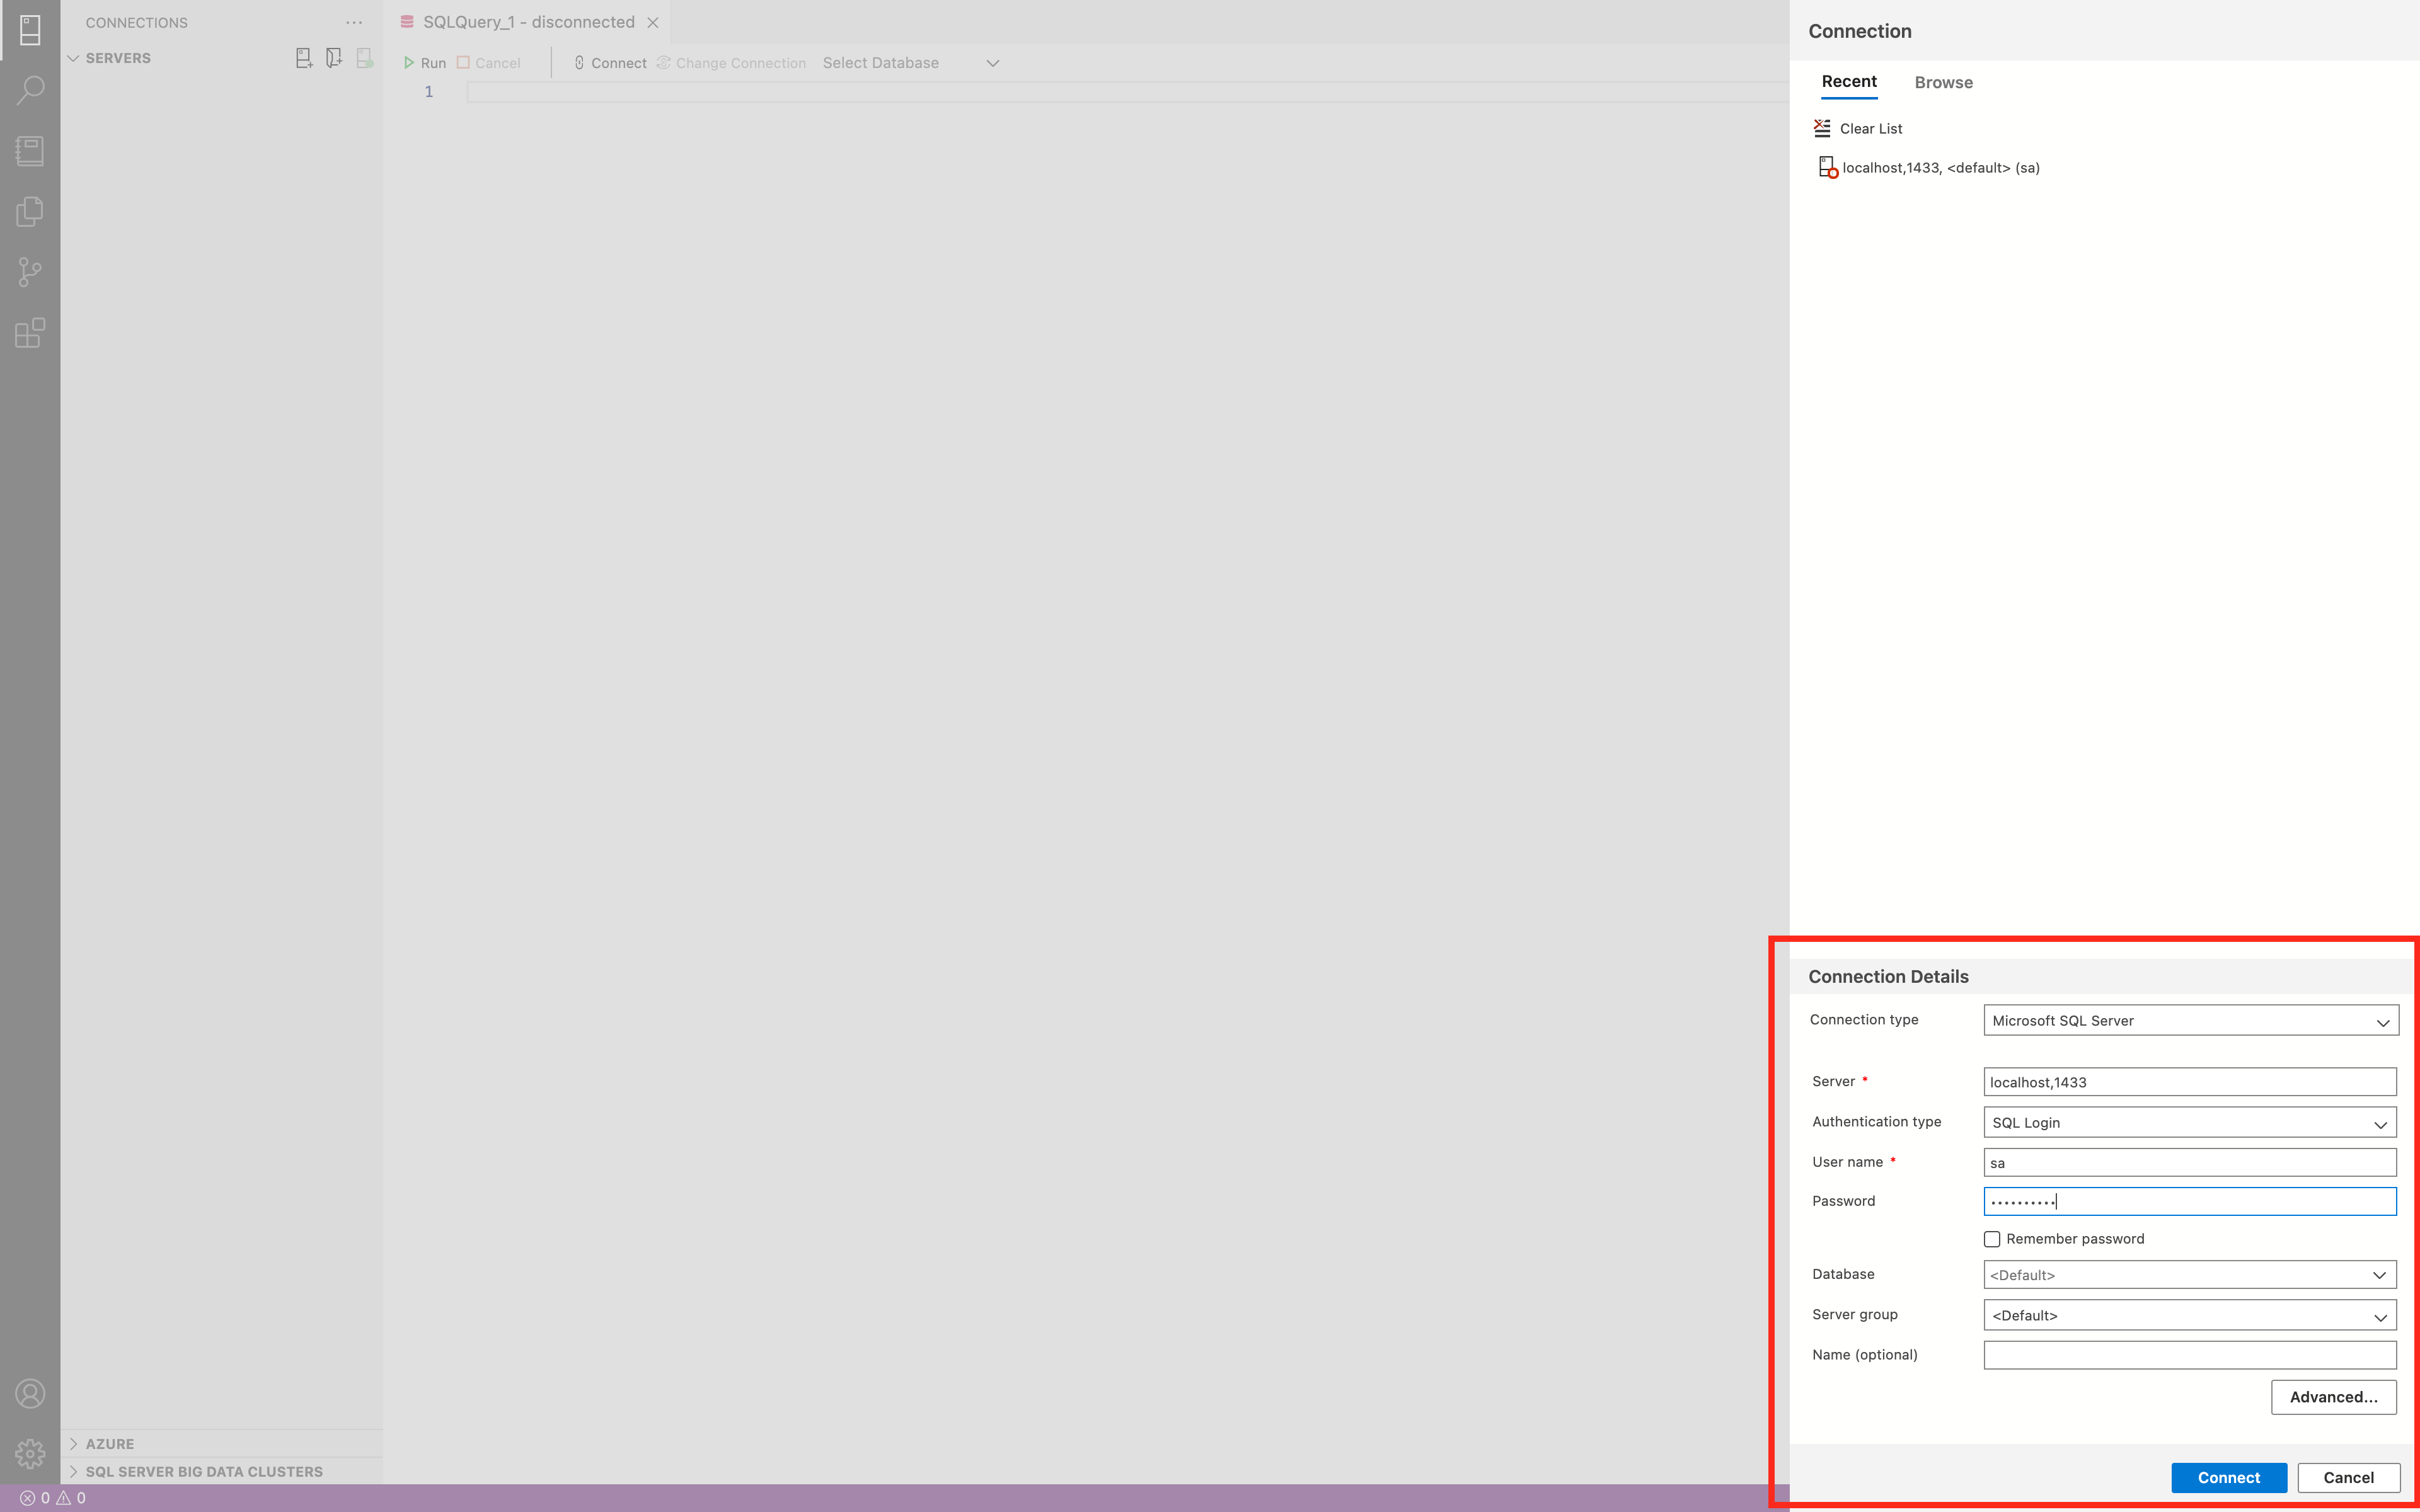 CONNECTIONS
SERVERS
SQLQuery_1 - disconnected
Run Cancel Connect Change Connection Select Database
1
AZURE
SQL SERVER BIG DATA CLUSTERS
0 0
Connection
Recent Browse
Clear List
localhost,1433, <default> (sa)
Connection Details
Connection type Microsoft SQL Server
Server * localhost,1433
Authentication type SQL Login
User name * sa
Password ••••••••••
Remember password
Database <Default>
Server group <Default>
Name (optional)
Advanced...
Connect Cancel